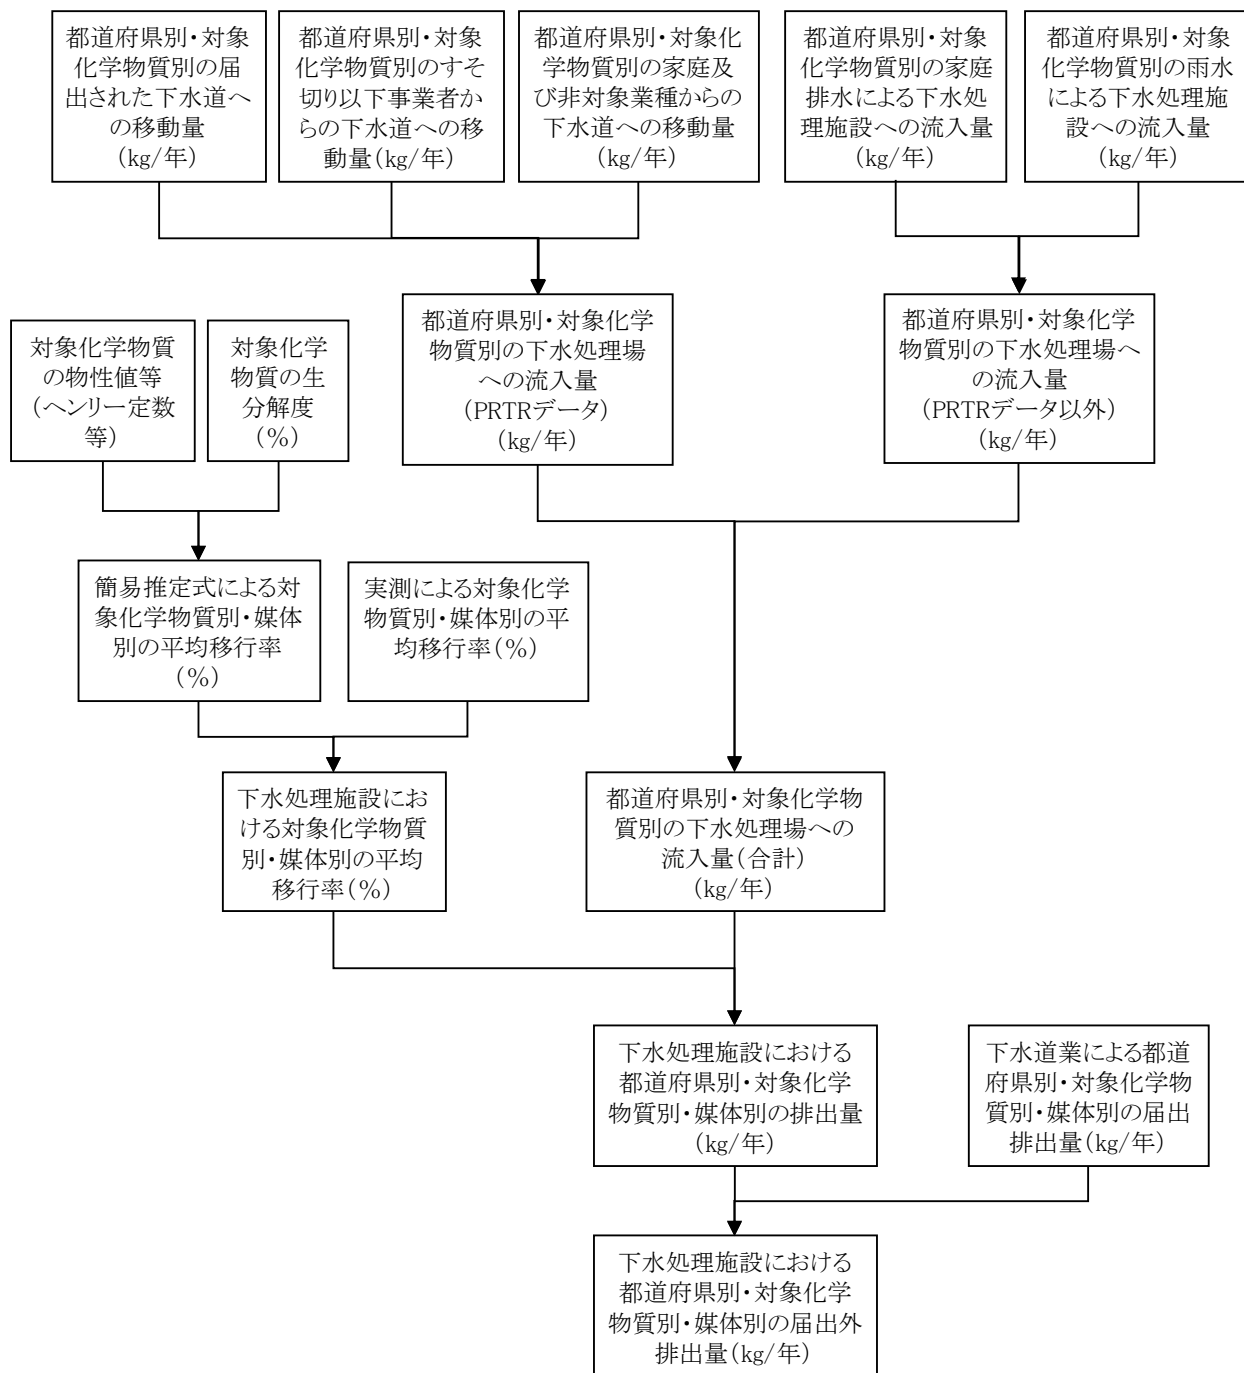 都道府県別・対象
化学物質別の届
出された下水道へ
の移動量
(kg/年)
都道府県別・対象
化学物質別のすそ
切り以下事業者か
らの下水道への移
動量(kg/年)
都道府県別・対象化
学物質別の家庭及
び非対象業種からの
下水道への移動量
(kg/年)
都道府県別・対象
化学物質別の家庭
排水による下水処
理施設への流入量
(kg/年)
都道府県別・対象
化学物質別の雨水
による下水処理施
設への流入量
(kg/年)
対象化学物質
の物性値等
(ヘンリー定数
等)
対象化学
物質の生
分解度
(%)
都道府県別・対象化学
物質別の下水処理場
への流入量
(PRTRデータ)
(kg/年)
都道府県別・対象化学
物質別の下水処理場へ
の流入量
(PRTRデータ以外)
(kg/年)
簡易推定式による対
象化学物質別・媒体
別の平均移行率
(%)
実測による対象化学
物質別・媒体別の平
均移行率(%)
下水処理施設にお
ける対象化学物質
別・媒体別の平均
移行率(%)
都道府県別・対象化学物
質別の下水処理場への
流入量(合計)
(kg/年)
下水処理施設における
都道府県別・対象化学
物質別・媒体別の排出量
(kg/年)
下水道業による都道
府県別・対象化学物
質別・媒体別の届出
排出量(kg/年)
下水処理施設における
都道府県別・対象化学
物質別・媒体別の届出外
排出量(kg/年)